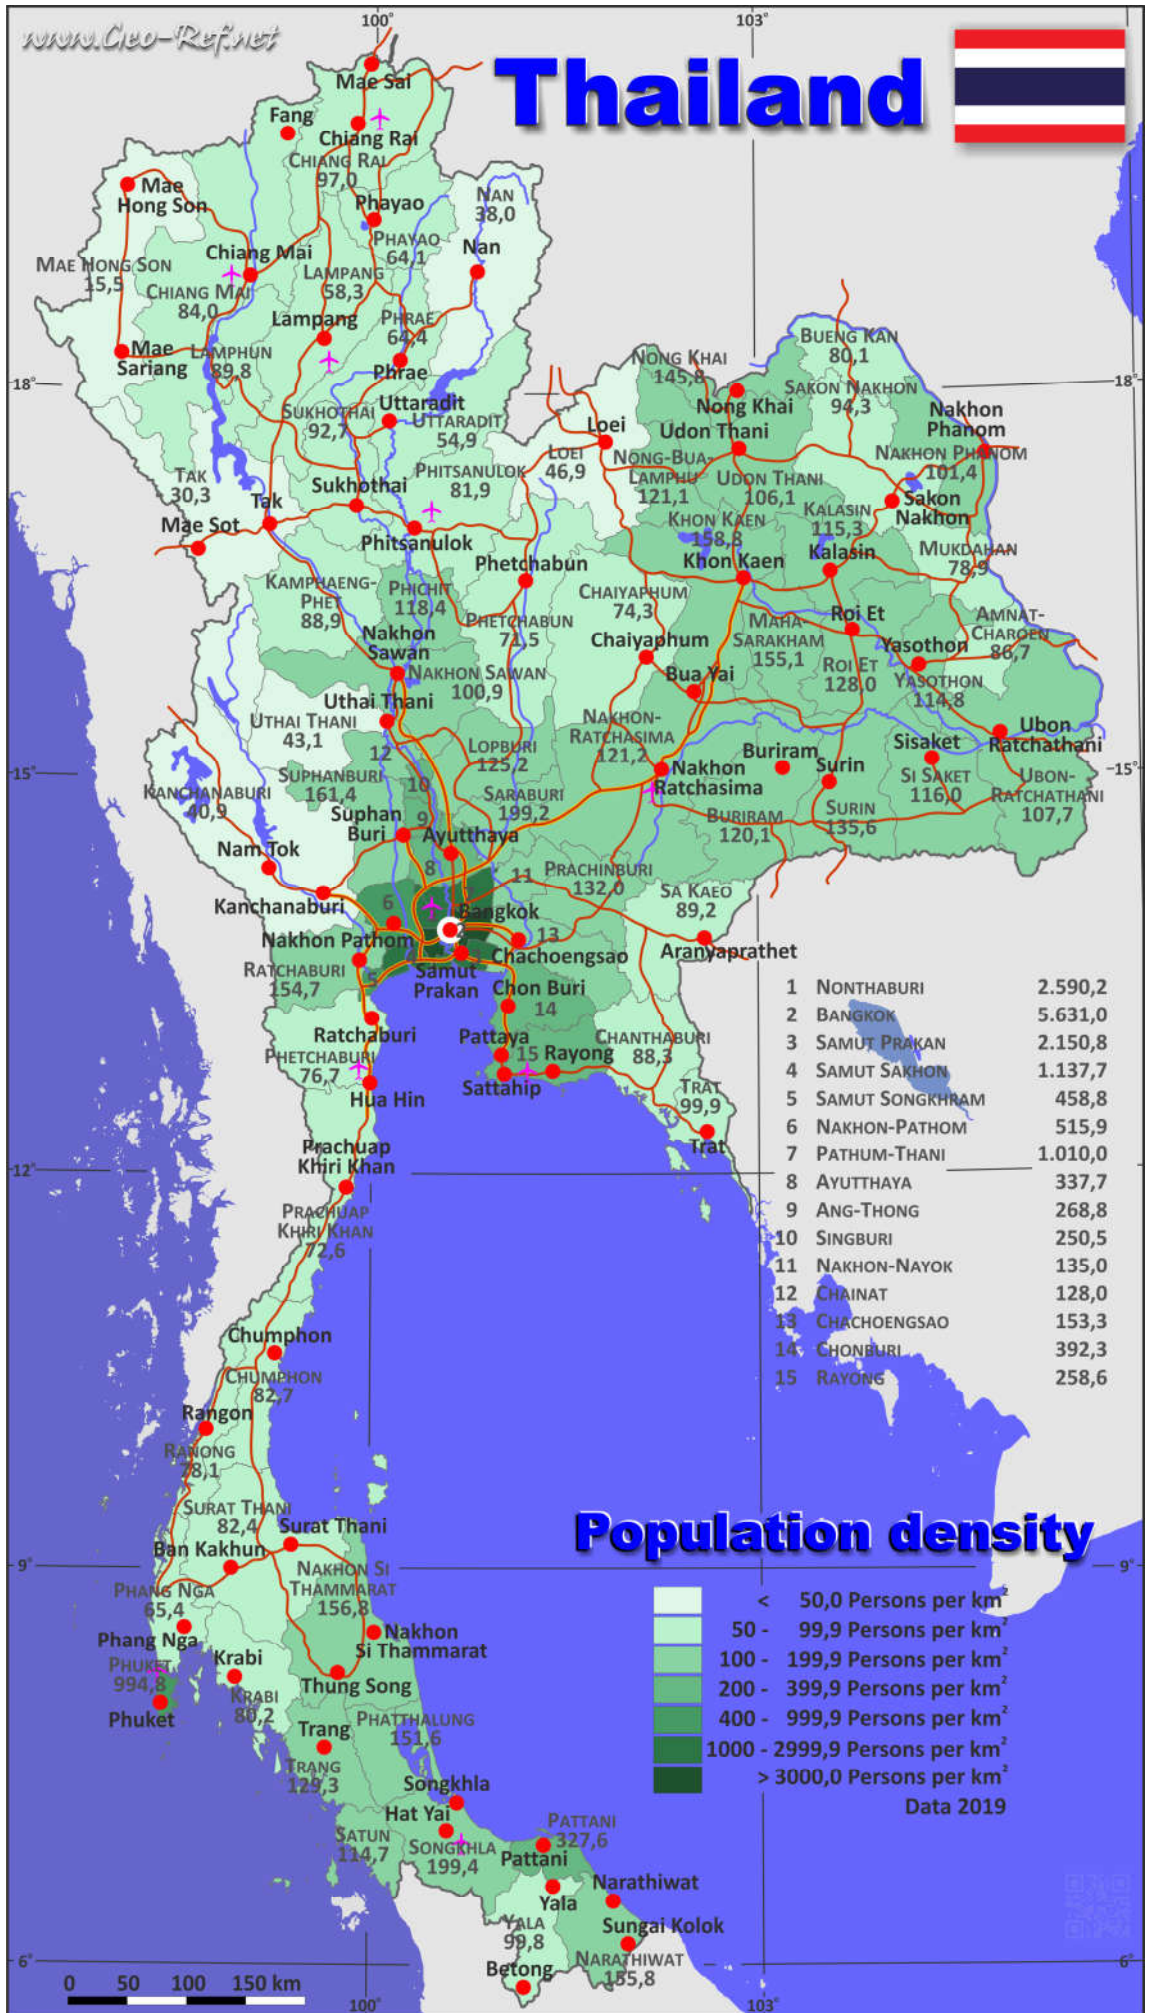 www.Geo-Ref.net
100°
103°
Thailand
Mae Sai
Fang
Chiang Rai
CHIANG RAI
97,0
Mae
Hong Son
Phayao
NAN
38,0
PHAYAO
64,1
Nan
Chiang Mai
MAE HONG SON
15,5
CHIANG MAI
84,0
LAMPANG
58,3
Lampang
PHRAE
64,4
Phrae
Mae
Sariang
LAMPHUN
89,8
BUENG KAN
80,1
NONG KHAI
145,8
18°
18°
SAKON NAKHON
94,3
Nong Khai
Nakhon
Phanom
Uttaradit
UTTARADIT
54,9
SUKHOTHAI
92,7
Loei
LOEI
46,9
Udon Thani
NAKHON PHANOM
101,4
NONG-BUA-
LAMPHU
121,1
UDON THANI
106,1
TAK
30,3
PHITSANULOK
81,9
Sukhothai
Tak
Sakon
Nakhon
KALASIN
115,3
KHON KAEN
158,8
Mae Sot
Phitsanulok
Kalasin
MUKDAHAN
78,9
Phetchabun
Khon Kaen
KAMPHAENG-
PHET
88,9
PHICHIT
118,4
CHAIYAPHUM
74,3
PHETCHABUN
71,5
MAHA-
SARAKHAM
155,1
Roi Et
AMNAT-
CHAROEN
86,7
Nakhon
Sawan
Chaiyaphum
Yasothon
ROI ET
128,0
NAKHON SAWAN
100,9
Bua Yai
YASOTHON
114,8
Uthai Thani
UTHAI THANI
43,1
NAKHON-
RATCHASIMA
121,2
Ubon
Ratchathani
12
LOPBURI
125,2
Buriram
Surin
Sisaket
15°
15°
Nakhon
Ratchasima
SI SAKET
116,0
UBON-
RATCHATHANI
107,7
KANCHANABURI
40,9
SUPHANBURI
161,4
10
SARABURI
199,2
Suphan
Buri
9
BURIRAM
120,1
SURIN
135,6
Ayutthaya
Nam Tok
8
11
PRACHINBURI
132,0
SA KAEO
89,2
Kanchanaburi
6
Bangkok
2
Nakhon Pathom
13
Chachoengsao
Aranyaprathet
RATCHABURI
154,7
5
Samut
Prakan
Chon Buri
14
Ratchaburi
Pattaya
CHANTHABURI
88,3
PHETCHABURI
76,7
15
Rayong
Sattahip
Hua Hin
TRAT
99,9
Trat
1 NONTHABURI 2.590,2
2 BANGKOK 5.631,0
3 SAMUT PRAKAN 2.150,8
4 SAMUT SAKHON 1.137,7
5 SAMUT SONGKHRAM 458,8
6 NAKHON-PATHOM 515,9
7 PATHUM-THANI 1.010,0
8 AYUTTHAYA 337,7
9 ANG-THONG 268,8
10 SINGBURI 250,5
11 NAKHON-NAYOK 135,0
12 CHAINAT 128,0
13 CHACHOENGSAO 153,3
14 CHONBURI 392,3
15 RAYONG 258,6
Prachuap
Khiri Khan
12°
PRACHUAP
KHIRI KHAN
72,6
Chumphon
CHUMPHON
82,7
Rangon
RANONG
78,1
SURAT THANI
82,4
Surat Thani
Ban Kakhun
9°
9°
NAKHON SI
THAMMARAT
156,8
PHANG NGA
65,4
Phang Nga
Nakhon
Si Thammarat
Krabi
PHUKET
994,8
Phuket
Thung Song
KRABI
80,2
PHATTHALUNG
151,6
Trang
TRANG
129,3
Songkhla
Hat Yai
SATUN
114,7
SONGKHLA
199,4
PATTANI
327,6
Pattani
Yala
Narathiwat
YALA
99,8
Sungai Kolok
NARATHIWAT
155,8
Betong
6°
6°
Population density
< 50,0 Persons per km²
50 - 99,9 Persons per km²
100 - 199,9 Persons per km²
200 - 399,9 Persons per km²
400 - 999,9 Persons per km²
1000 - 2999,9 Persons per km²
> 3000,0 Persons per km²
Data 2019
0 50 100 150 km
100°
103°